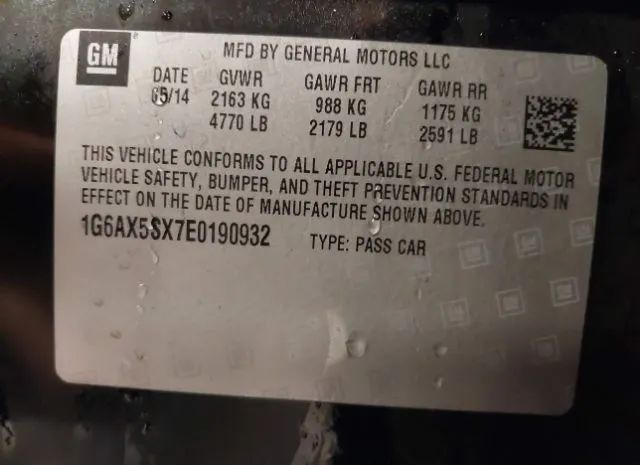 GM
MFD BY GENERAL MOTORS LLC
DATE GVWR GAWR FRT GAWR RR
05/14 2163 KG 988 KG 1175 KG
4770 LB 2179 LB 2591 LB
THIS VEHICLE CONFORMS TO ALL APPLICABLE U.S. FEDERAL MOTOR
VEHICLE SAFETY, BUMPER, AND THEFT PREVENTION STANDARDS IN
EFFECT ON THE DATE OF MANUFACTURE SHOWN ABOVE.
1G6AX5SX7E0190932 TYPE: PASS CAR